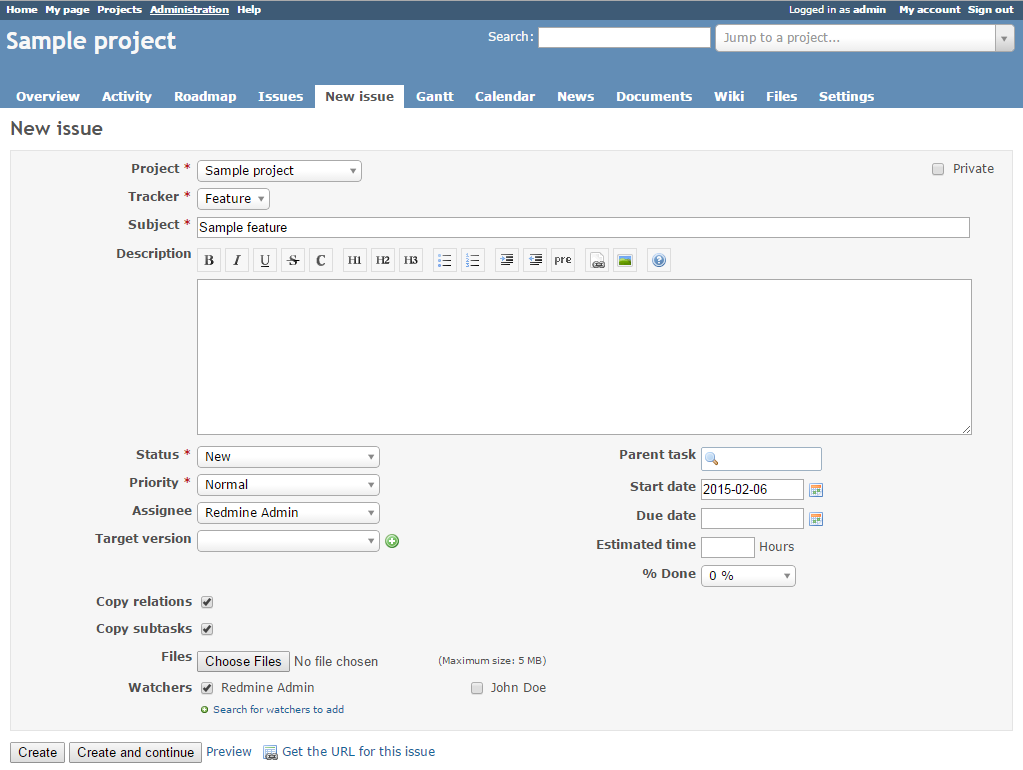 Home My page Projects Administration Help Logged in as admin My account Sign out
Sample project Search: Jump to a project...
Overview Activity Roadmap Issues New issue Gantt Calendar News Documents Wiki Files Settings
New issue
Project * Sample project Private
Tracker * Feature
Subject * Sample feature
Description B I U S C H1 H2 H3 pre
Status * New Parent task
Priority * Normal Start date 2015-02-06
Assignee Redmine Admin Due date
Target version Estimated time Hours
% Done 0 %
Copy relations
Copy subtasks
Files Choose Files No file chosen (Maximum size: 5 MB)
Watchers Redmine Admin John Doe
Search for watchers to add
Create Create and continue Preview Get the URL for this issue